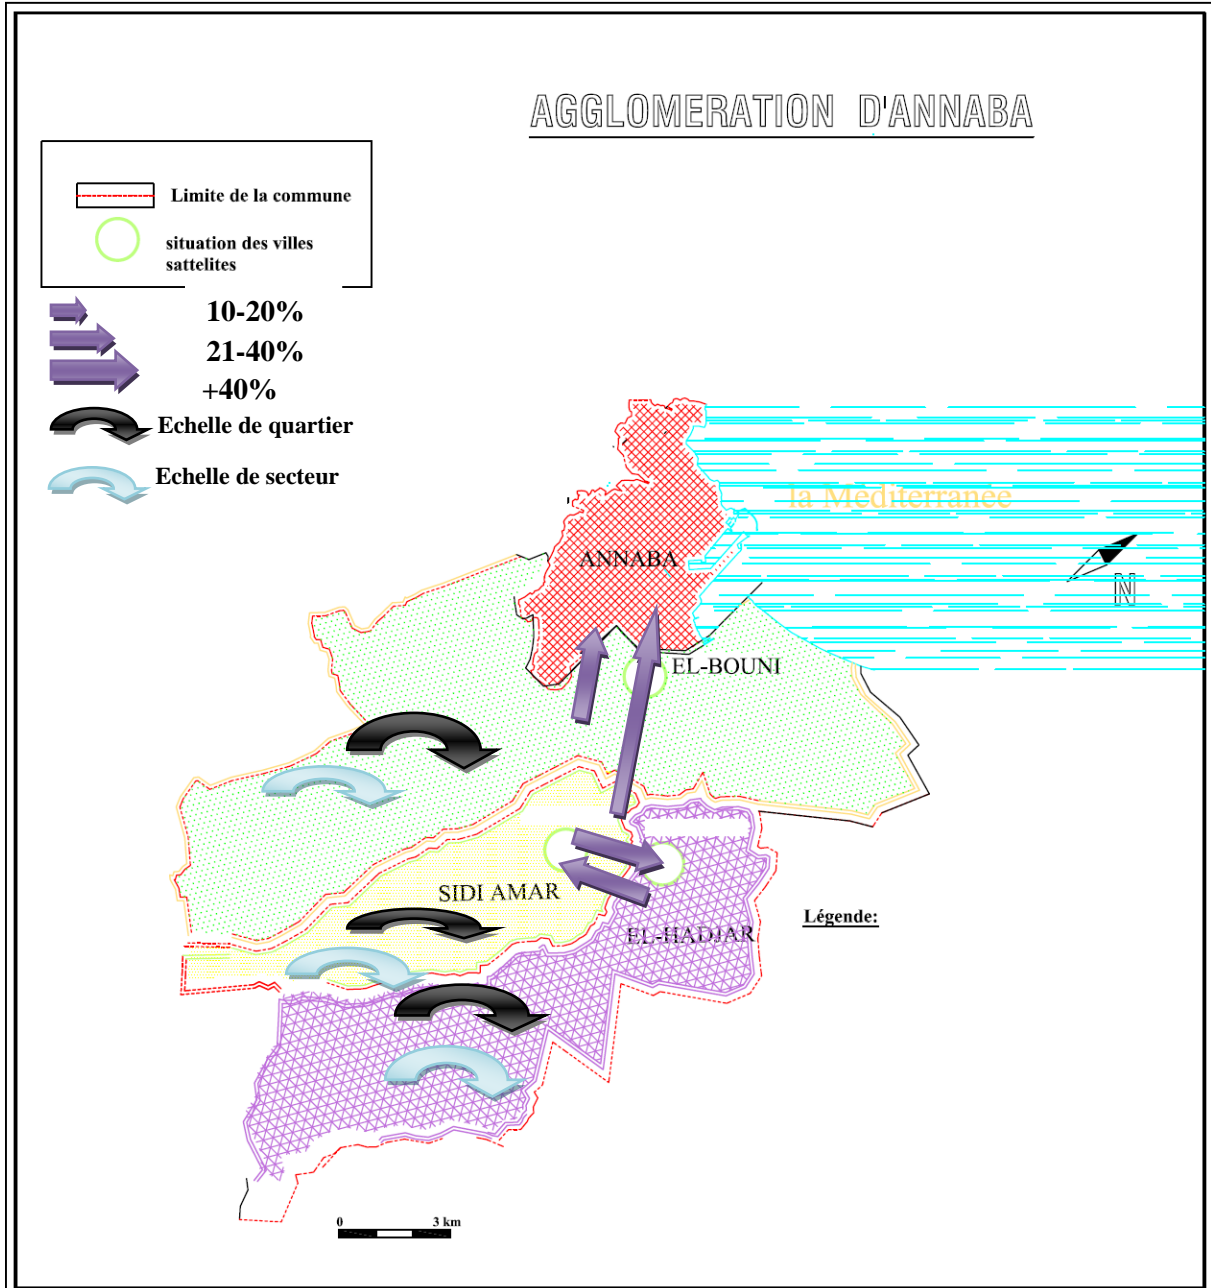 AGGLOMERATION D'ANNABA
Limite de la commune
situation des villes
sattelites
10-20%
21-40%
+40%
Echelle de quartier
Echelle de secteur
la Méditerranée
ANNABA
N
EL-BOUNI
SIDI AMAR
EL-HADJAR
Légende:
0 3 km